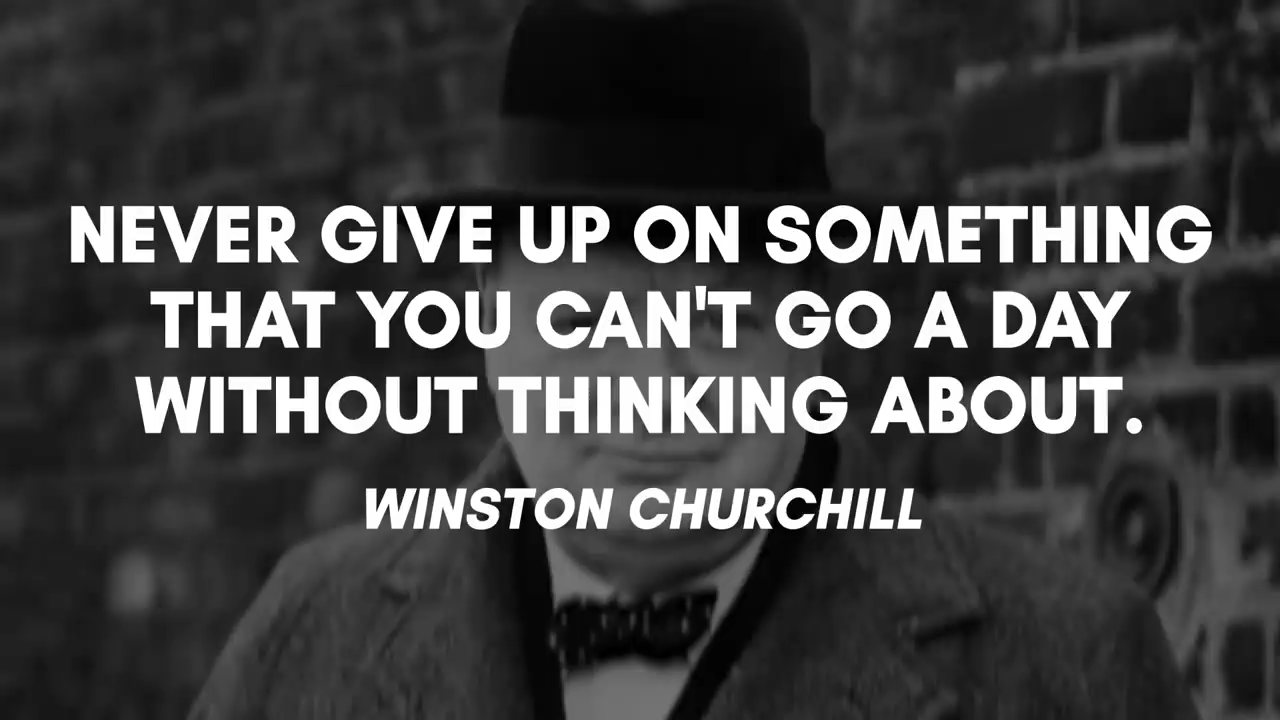 NEVER GIVE UP ON SOMETHING
THAT YOU CAN'T GO A DAY
WITHOUT THINKING ABOUT.
WINSTON CHURCHILL